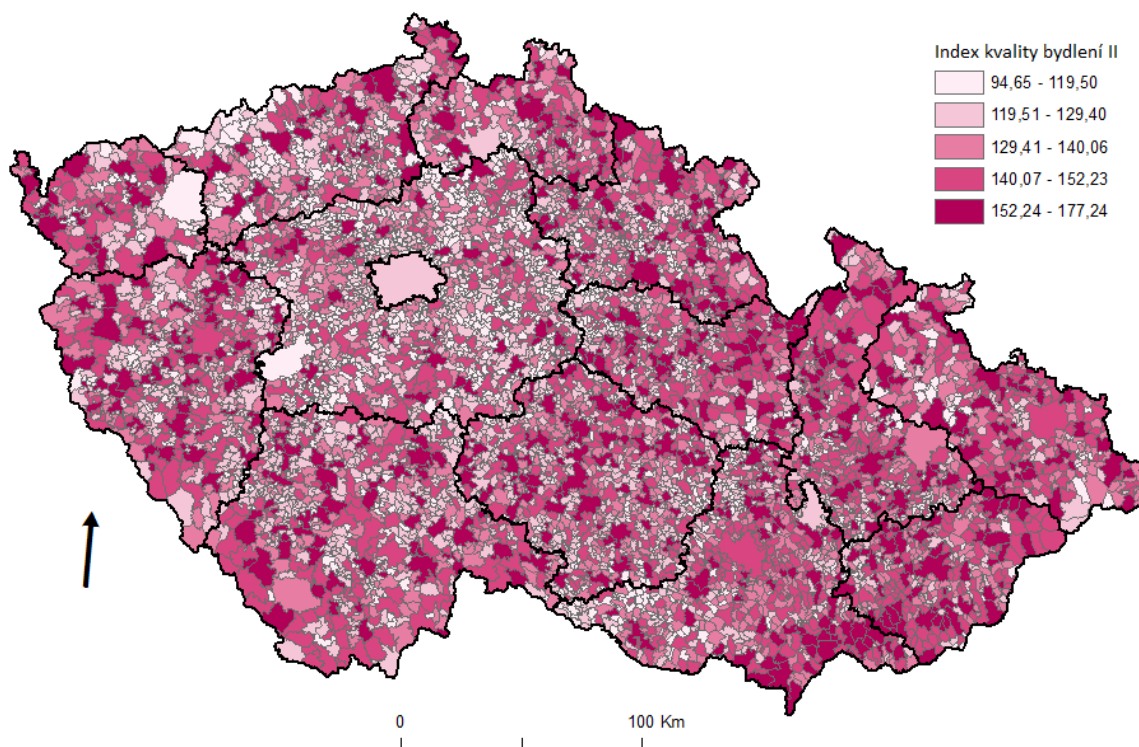 Index kvality bydlení II
94,65 - 119,50
119,51 - 129,40
129,41 - 140,06
140,07 - 152,23
152,24 - 177,24
0 100 Km